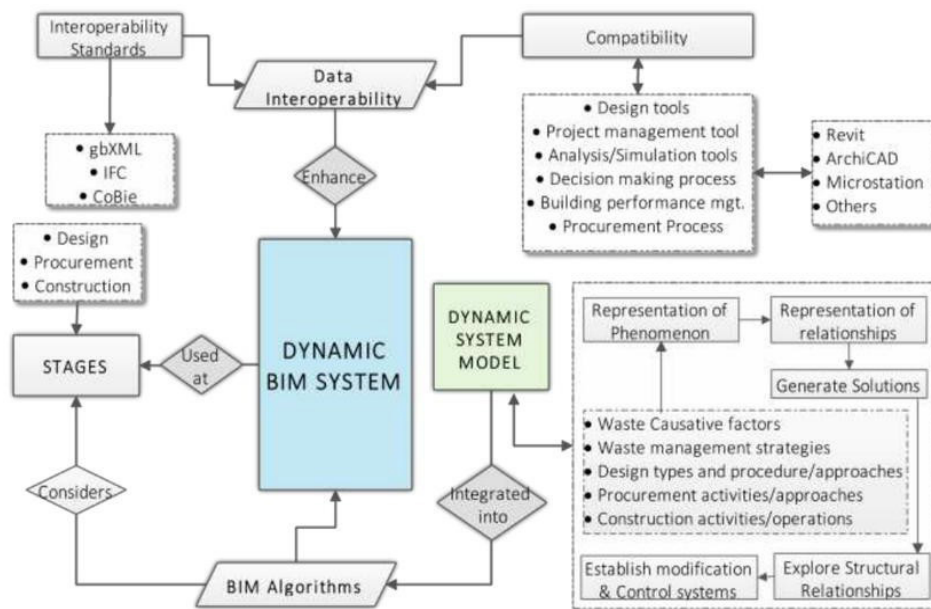 Interoperability
Standards
Compatibility
Data
Interoperability
• gbXML
• IFC
• CoBie
Enhance
• Design tools
• Project management tool
• Analysis/Simulation tools
• Decision making process
• Building performance mgt.
• Procurement Process
• Revit
• ArchiCAD
• Microstation
• Others
• Design
• Procurement
• Construction
STAGES
Used
at
DYNAMIC
BIM SYSTEM
DYNAMIC
SYSTEM
MODEL
Representation of
Phenomenon
Representation of
relationships
Generate Solutions
• Waste Causative factors
• Waste management strategies
• Design types and procedure/approaches
• Procurement activities/approaches
• Construction activities/operations
Considers
Integrated
into
BIM Algorithms
Establish modification
& Control systems
Explore Structural
Relationships